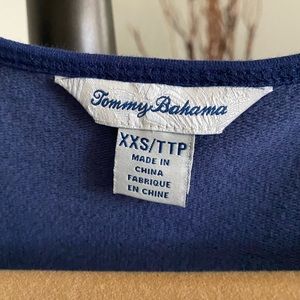 Tommy Bahama
XXS/TTP
MADE IN
CHINA
FABRIQUE
EN CHINE